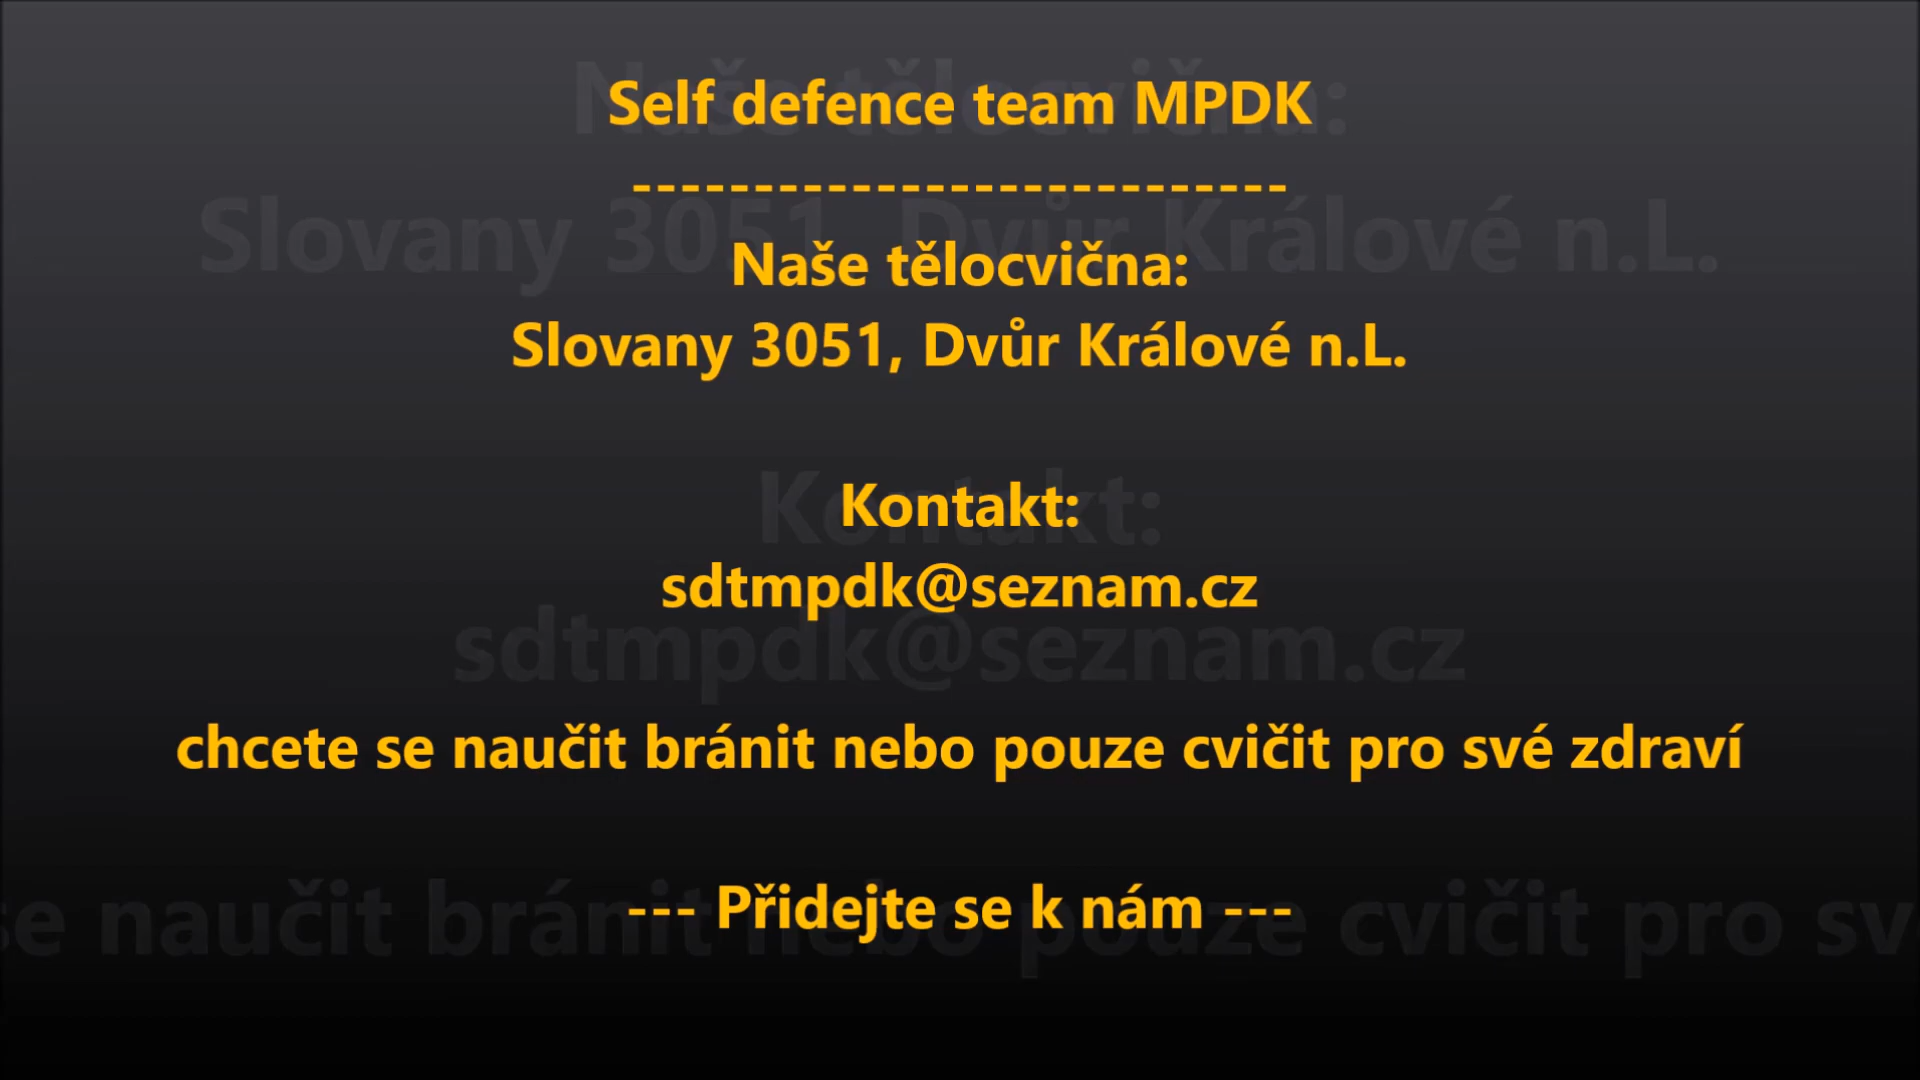 Self defence team MPDK
---------------------------
Naše tělocvična:
Slovany 3051, Dvůr Králové n.L.
Kontakt:
sdtmpdk@seznam.cz
chcete se naučit bránit nebo pouze cvičit pro své zdraví
--- Přidejte se k nám ---